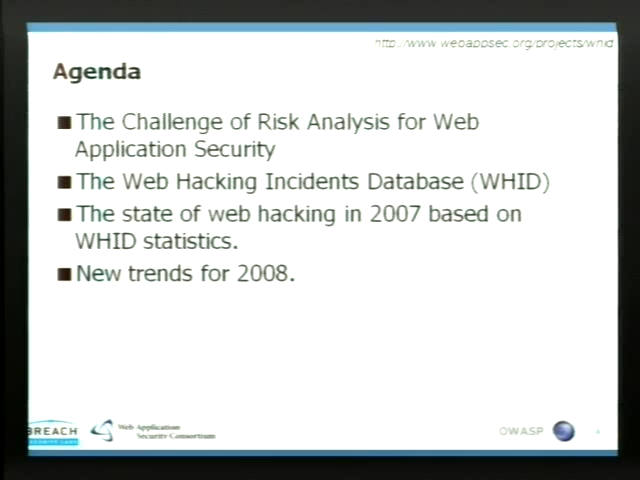 http://www.webappsec.org/projects/whid
Agenda
The Challenge of Risk Analysis for Web
Application Security
The Web Hacking Incidents Database (WHID)
The state of web hacking in 2007 based on
WHID statistics.
New trends for 2008.
BREACH
SECURITY LABS
Web Application
Security Consortium
OWASP